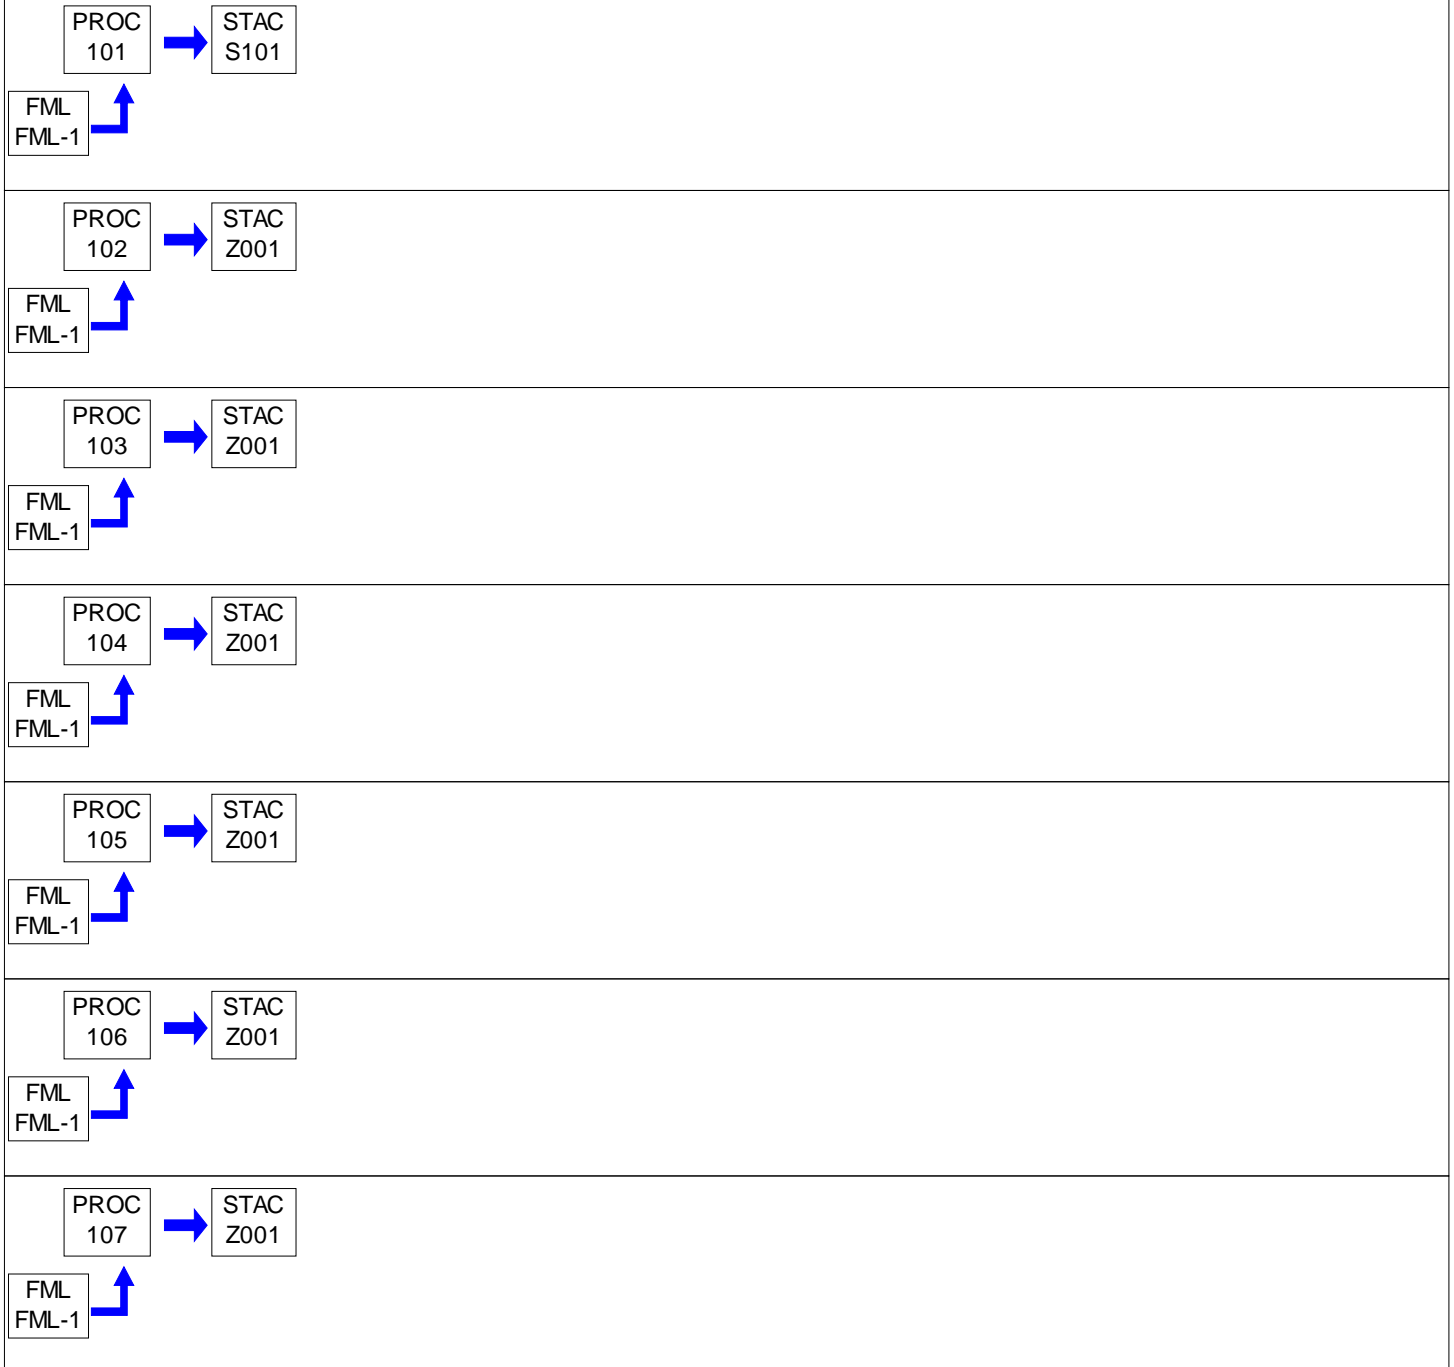 PROC
101
STAC
S101
FML
FML-1
PROC
102
STAC
Z001
FML
FML-1
PROC
103
STAC
Z001
FML
FML-1
PROC
104
STAC
Z001
FML
FML-1
PROC
105
STAC
Z001
FML
FML-1
PROC
106
STAC
Z001
FML
FML-1
PROC
107
STAC
Z001
FML
FML-1